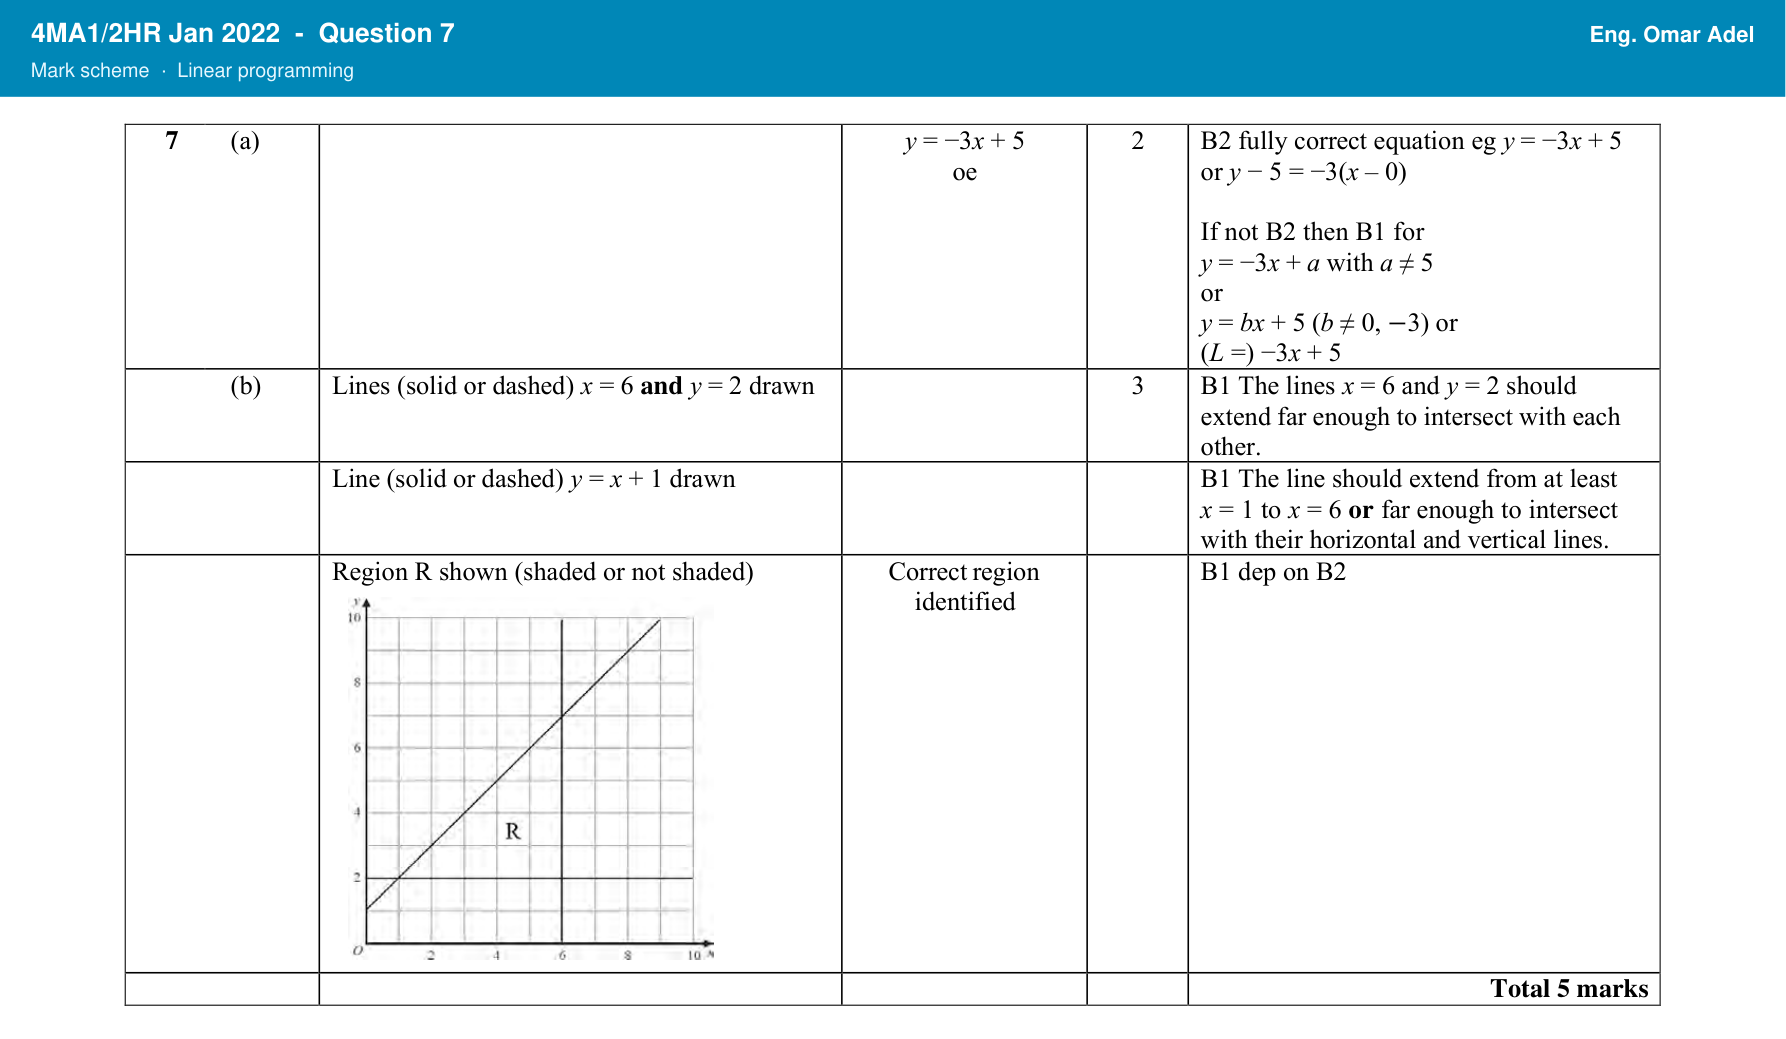 4MA1/2HR Jan 2022 - Question 7
Eng. Omar Adel
Mark scheme · Linear programming
7 (a) y = −3x + 5 2 B2 fully correct equation eg y = −3x + 5
oe or y − 5 = −3(x – 0)
If not B2 then B1 for
y = −3x + a with a ≠ 5
or
y = bx + 5 (b ≠ 0, −3) or
(L =) −3x + 5
(b) Lines (solid or dashed) x = 6 and y = 2 drawn 3 B1 The lines x = 6 and y = 2 should
extend far enough to intersect with each
other.
Line (solid or dashed) y = x + 1 drawn B1 The line should extend from at least
x = 1 to x = 6 or far enough to intersect
with their horizontal and vertical lines.
Region R shown (shaded or not shaded) Correct region B1 dep on B2
identified
y
10
8
6
4
R
2
O 2 4 6 8 10 x
Total 5 marks